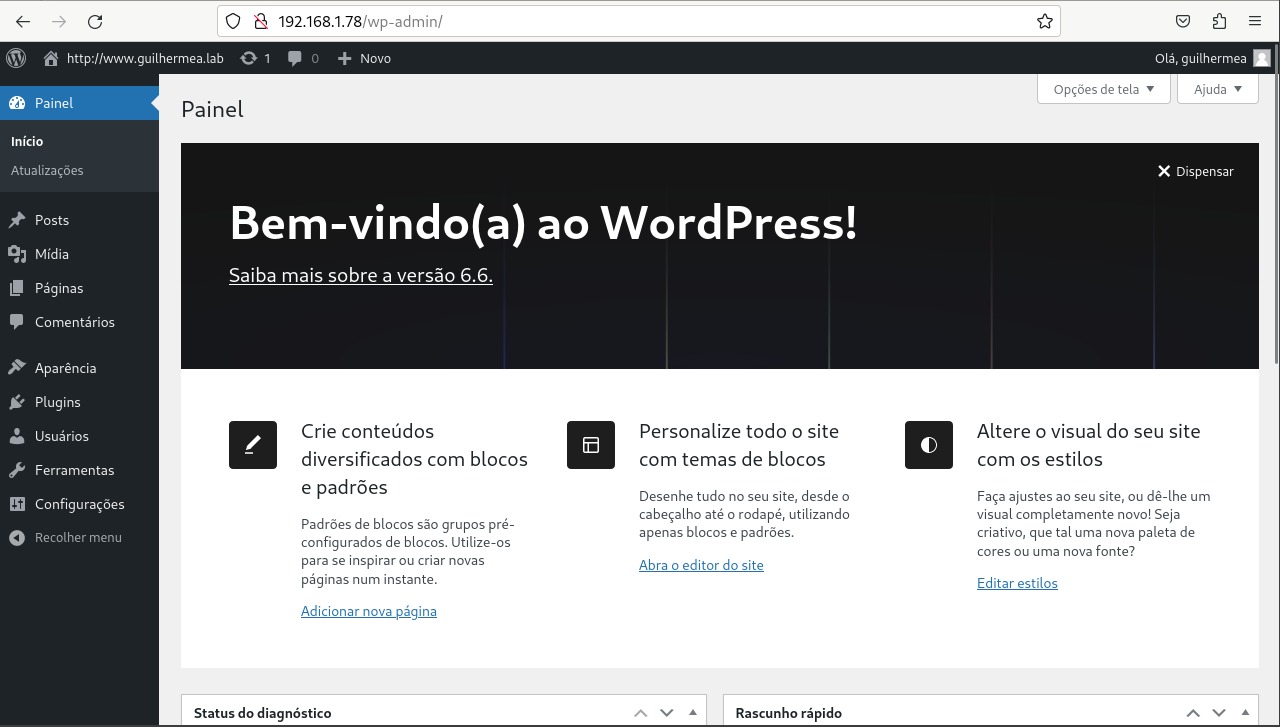 192.168.1.78/wp-admin/
http://www.guilhermea.lab 1 0 Novo Olá, guilhermea
Painel
Início
Atualizações
Posts
Mídia
Páginas
Comentários
Aparência
Plugins
Usuários
Ferramentas
Configurações
Recolher menu
Opções de tela Ajuda
Painel
Dispensar
Bem-vindo(a) ao WordPress!
Saiba mais sobre a versão 6.6.
Crie conteúdos
diversificados com blocos
e padrões
Padrões de blocos são grupos pré-
configurados de blocos. Utilize-os
para se inspirar ou criar novas
páginas num instante.
Adicionar nova página
Personalize todo o site
com temas de blocos
Desenhe tudo no seu site, desde o
cabeçalho até o rodapé, utilizando
apenas blocos e padrões.
Abra o editor do site
Altere o visual do seu site
com os estilos
Faça ajustes ao seu site, ou dê-lhe um
visual completamente novo! Seja
criativo, que tal uma nova paleta de
cores ou uma nova fonte?
Editar estilos
Status do diagnóstico
Rascunho rápido